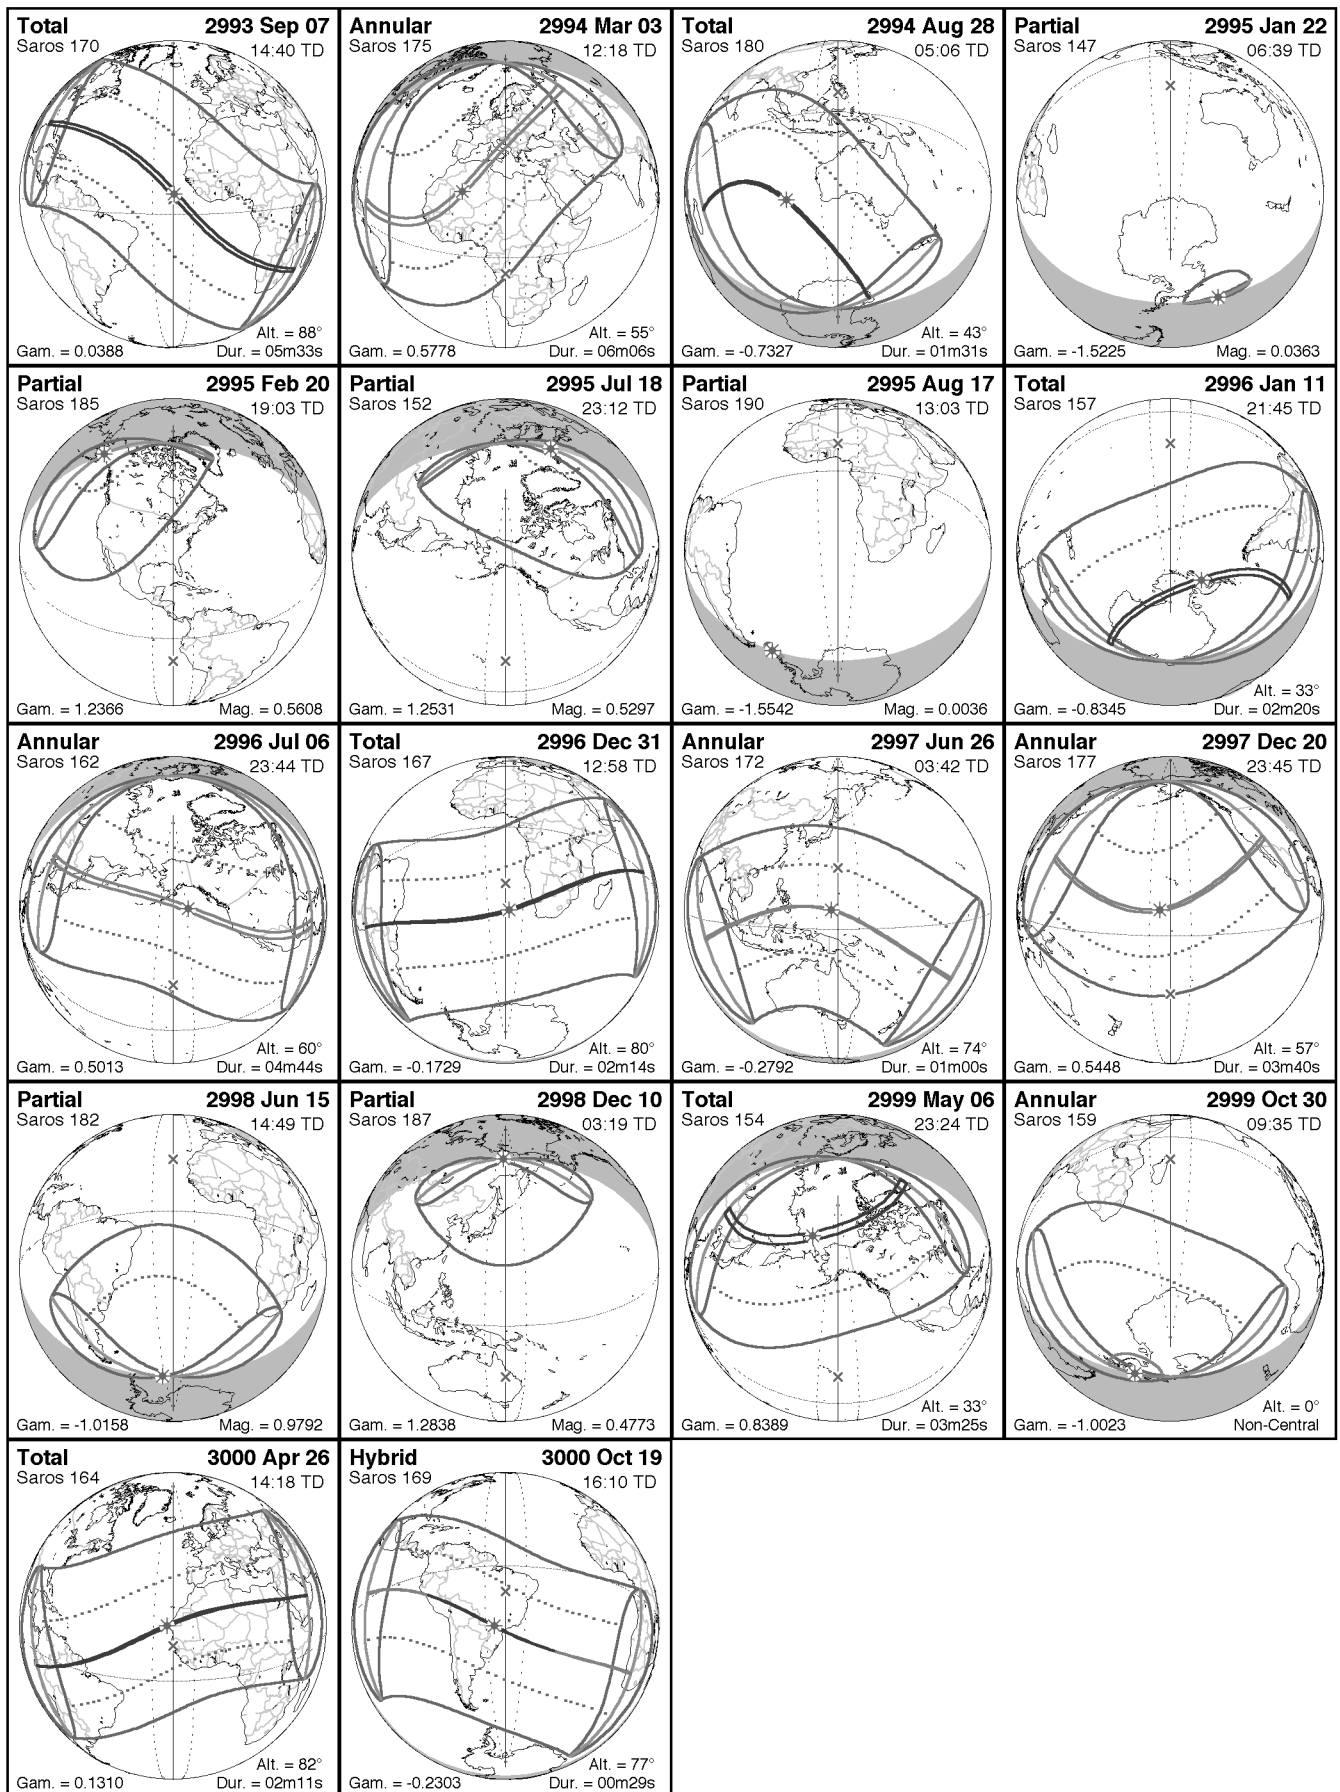 Total 2993 Sep 07
Saros 170 14:40 TD
Alt. = 88°
Gam. = 0.0388 Dur. = 05m33s
Annular 2994 Mar 03
Saros 175 12:18 TD
Alt. = 55°
Gam. = 0.5778 Dur. = 06m06s
Total 2994 Aug 28
Saros 180 05:06 TD
Alt. = 43°
Gam. = -0.7327 Dur. = 01m31s
Partial 2995 Jan 22
Saros 147 06:39 TD
Gam. = -1.5225 Mag. = 0.0363
Partial 2995 Feb 20
Saros 185 19:03 TD
Gam. = 1.2366 Mag. = 0.5608
Partial 2995 Jul 18
Saros 152 23:12 TD
Gam. = 1.2531 Mag. = 0.5297
Partial 2995 Aug 17
Saros 190 13:03 TD
Gam. = -1.5542 Mag. = 0.0036
Total 2996 Jan 11
Saros 157 21:45 TD
Alt. = 33°
Gam. = -0.8345 Dur. = 02m20s
Annular 2996 Jul 06
Saros 162 23:44 TD
Alt. = 60°
Gam. = 0.5013 Dur. = 04m44s
Total 2996 Dec 31
Saros 167 12:58 TD
Alt. = 80°
Gam. = -0.1729 Dur. = 02m14s
Annular 2997 Jun 26
Saros 172 03:42 TD
Alt. = 74°
Gam. = -0.2792 Dur. = 01m00s
Annular 2997 Dec 20
Saros 177 23:45 TD
Alt. = 57°
Gam. = 0.5448 Dur. = 03m40s
Partial 2998 Jun 15
Saros 182 14:49 TD
Gam. = -1.0158 Mag. = 0.9792
Partial 2998 Dec 10
Saros 187 03:19 TD
Gam. = 1.2838 Mag. = 0.4773
Total 2999 May 06
Saros 154 23:24 TD
Alt. = 33°
Gam. = 0.8389 Dur. = 03m25s
Annular 2999 Oct 30
Saros 159 09:35 TD
Alt. = 0°
Gam. = -1.0023 Non-Central
Total 3000 Apr 26
Saros 164 14:18 TD
Alt. = 82°
Gam. = 0.1310 Dur. = 02m11s
Hybrid 3000 Oct 19
Saros 169 16:10 TD
Alt. = 77°
Gam. = -0.2303 Dur. = 00m29s